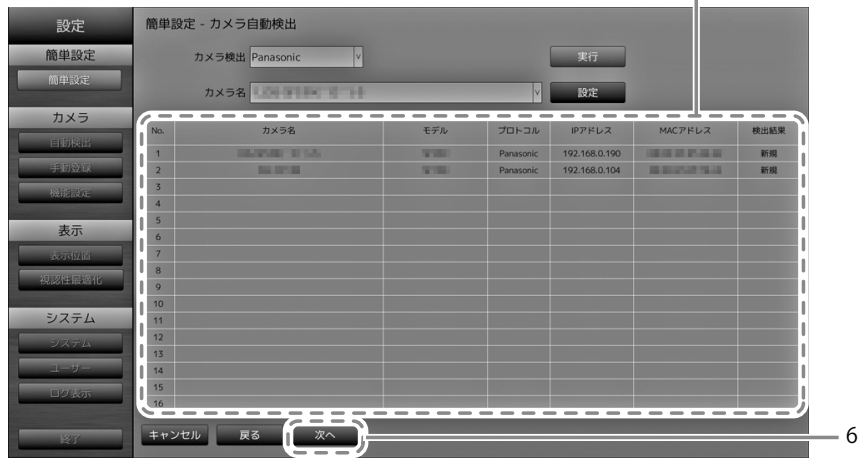 設定
簡単設定
簡単設定
カメラ
自動検出
手動登録
機能設定
表示
表示位置
視認性最適化
システム
システム
ユーザー
ログ表示
終了
簡単設定 - カメラ自動検出
カメラ検出 Panasonic 実行
カメラ名 設定
No. カメラ名 モデル プロトコル IPアドレス MACアドレス 検出結果
1 Panasonic 192.168.0.190 新規
2 Panasonic 192.168.0.104 新規
3
4
5
6
7
8
9
10
11
12
13
14
15
16
キャンセル 戻る 次へ
6